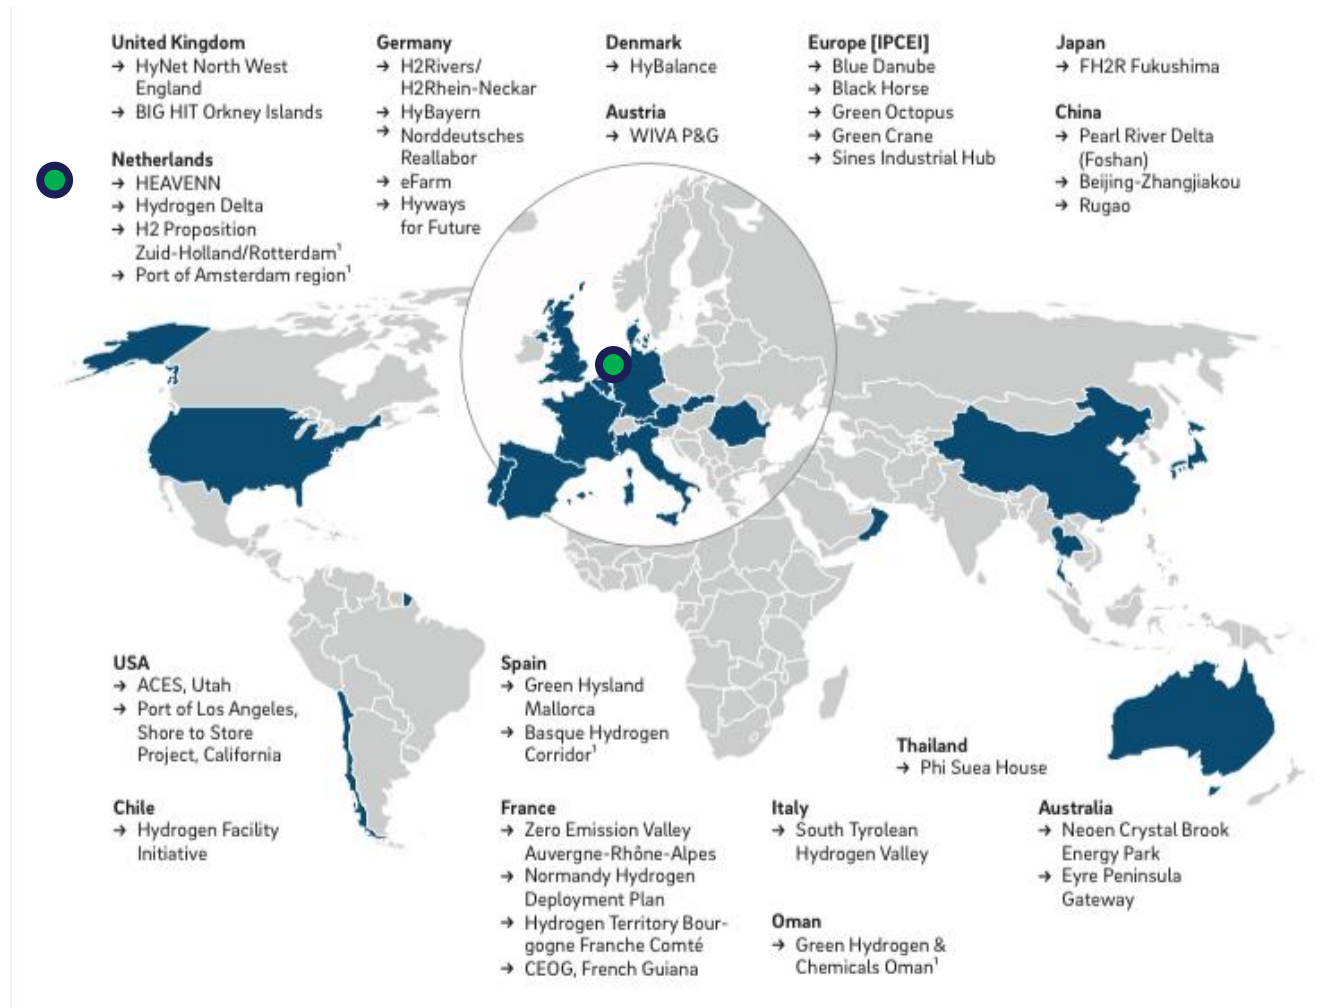 United Kingdom
→ HyNet North West
England
→ BIG HIT Orkney Islands
Netherlands
→ HEAVENN
→ Hydrogen Delta
→ H2 Proposition
Zuid-Holland/Rotterdam¹
→ Port of Amsterdam region¹
Germany
→ H2Rivers/
H2Rhein-Neckar
→ HyBayern
→ Norddeutsches
Reallabor
→ eFarm
→ Hyways
for Future
Denmark
→ HyBalance
Austria
→ WIVA P&G
Europe [IPCEI]
→ Blue Danube
→ Black Horse
→ Green Octopus
→ Green Crane
→ Sines Industrial Hub
Japan
→ FH2R Fukushima
China
→ Pearl River Delta
(Foshan)
→ Beijing-Zhangjiakou
→ Rugao
USA
→ ACES, Utah
→ Port of Los Angeles,
Shore to Store
Project, California
Chile
→ Hydrogen Facility
Initiative
Spain
→ Green Hysland
Mallorca
→ Basque Hydrogen
Corridor¹
France
→ Zero Emission Valley
Auvergne-Rhône-Alpes
→ Normandy Hydrogen
Deployment Plan
→ Hydrogen Territory Bour-
gogne Franche Comté
→ CEOG, French Guiana
Italy
→ South Tyrolean
Hydrogen Valley
Oman
→ Green Hydrogen &
Chemicals Oman¹
Thailand
→ Phi Suea House
Australia
→ Neoen Crystal Brook
Energy Park
→ Eyre Peninsula
Gateway